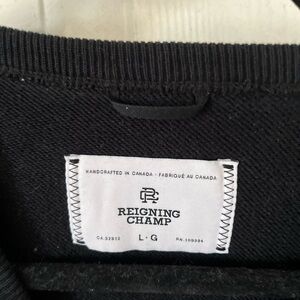 HANDCRAFTED IN CANADA · FABRIQUÉ AU CANADA
RC
REIGNING
CHAMP
L · G